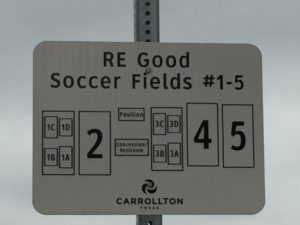 RE Good
Soccer Fields #1-5
1C 1D
1B 1A
2
Pavilion
Concession/
Restroom
3C 3D
3B 3A
4
5
CARROLLTON
TEXAS